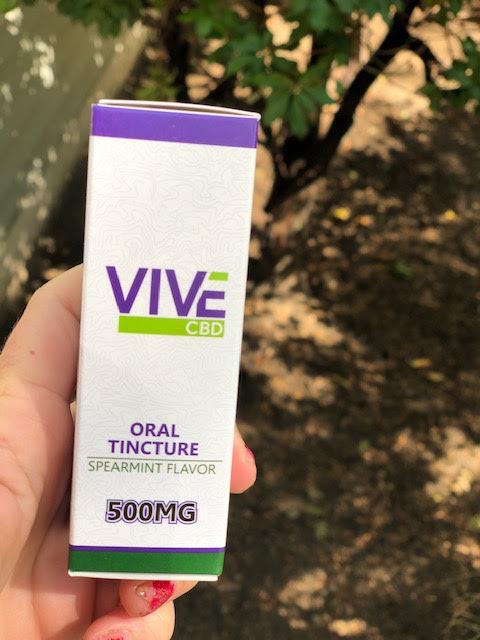 VIVE
CBD
ORAL
TINCTURE
SPEARMINT FLAVOR
500MG